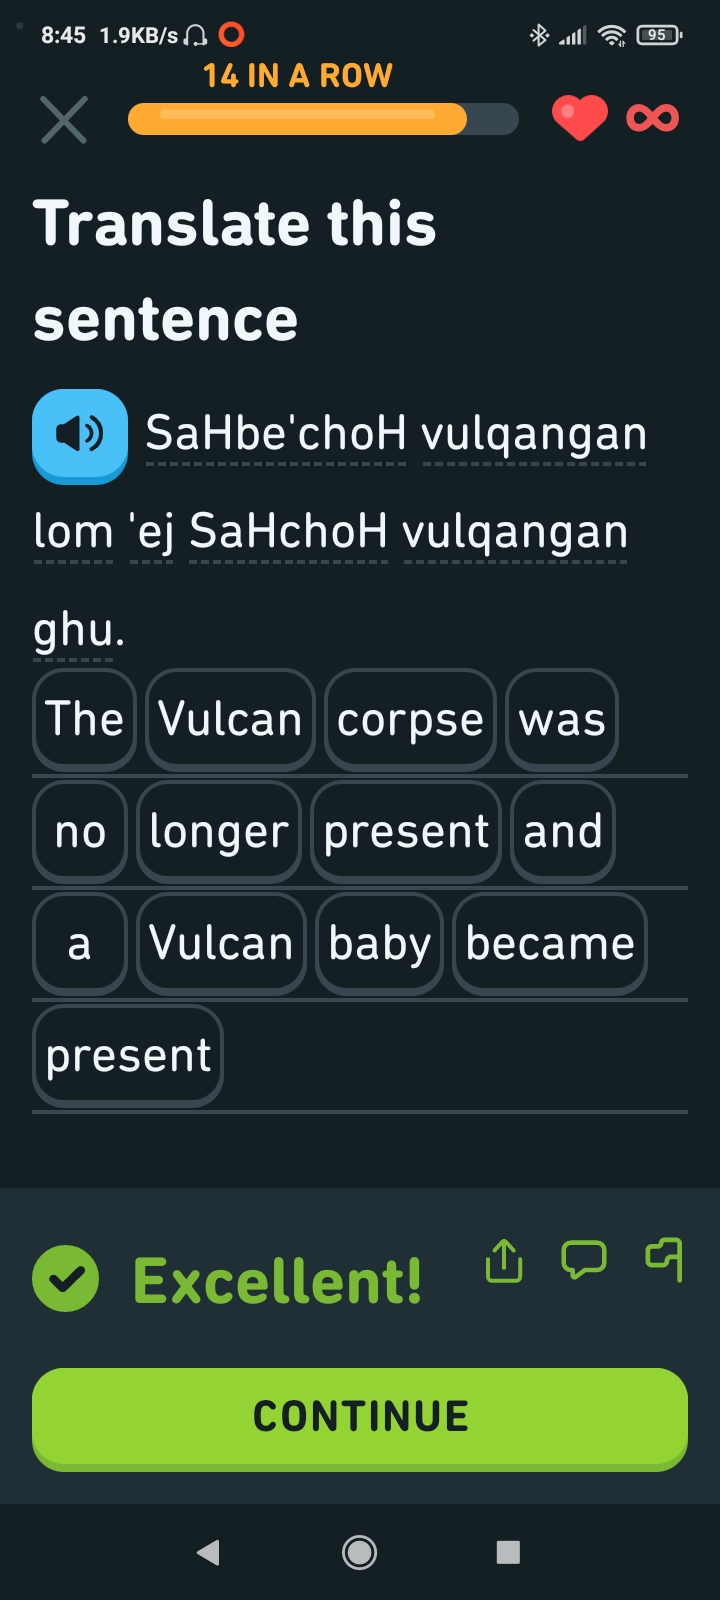 8:45 1.9KB/s 95
14 IN A ROW
Translate this
sentence
SaHbe'choH vulqangan
lom 'ej SaHchoH vulqangan
ghu.
The Vulcan corpse was
no longer present and
a Vulcan baby became
present
Excellent!
CONTINUE